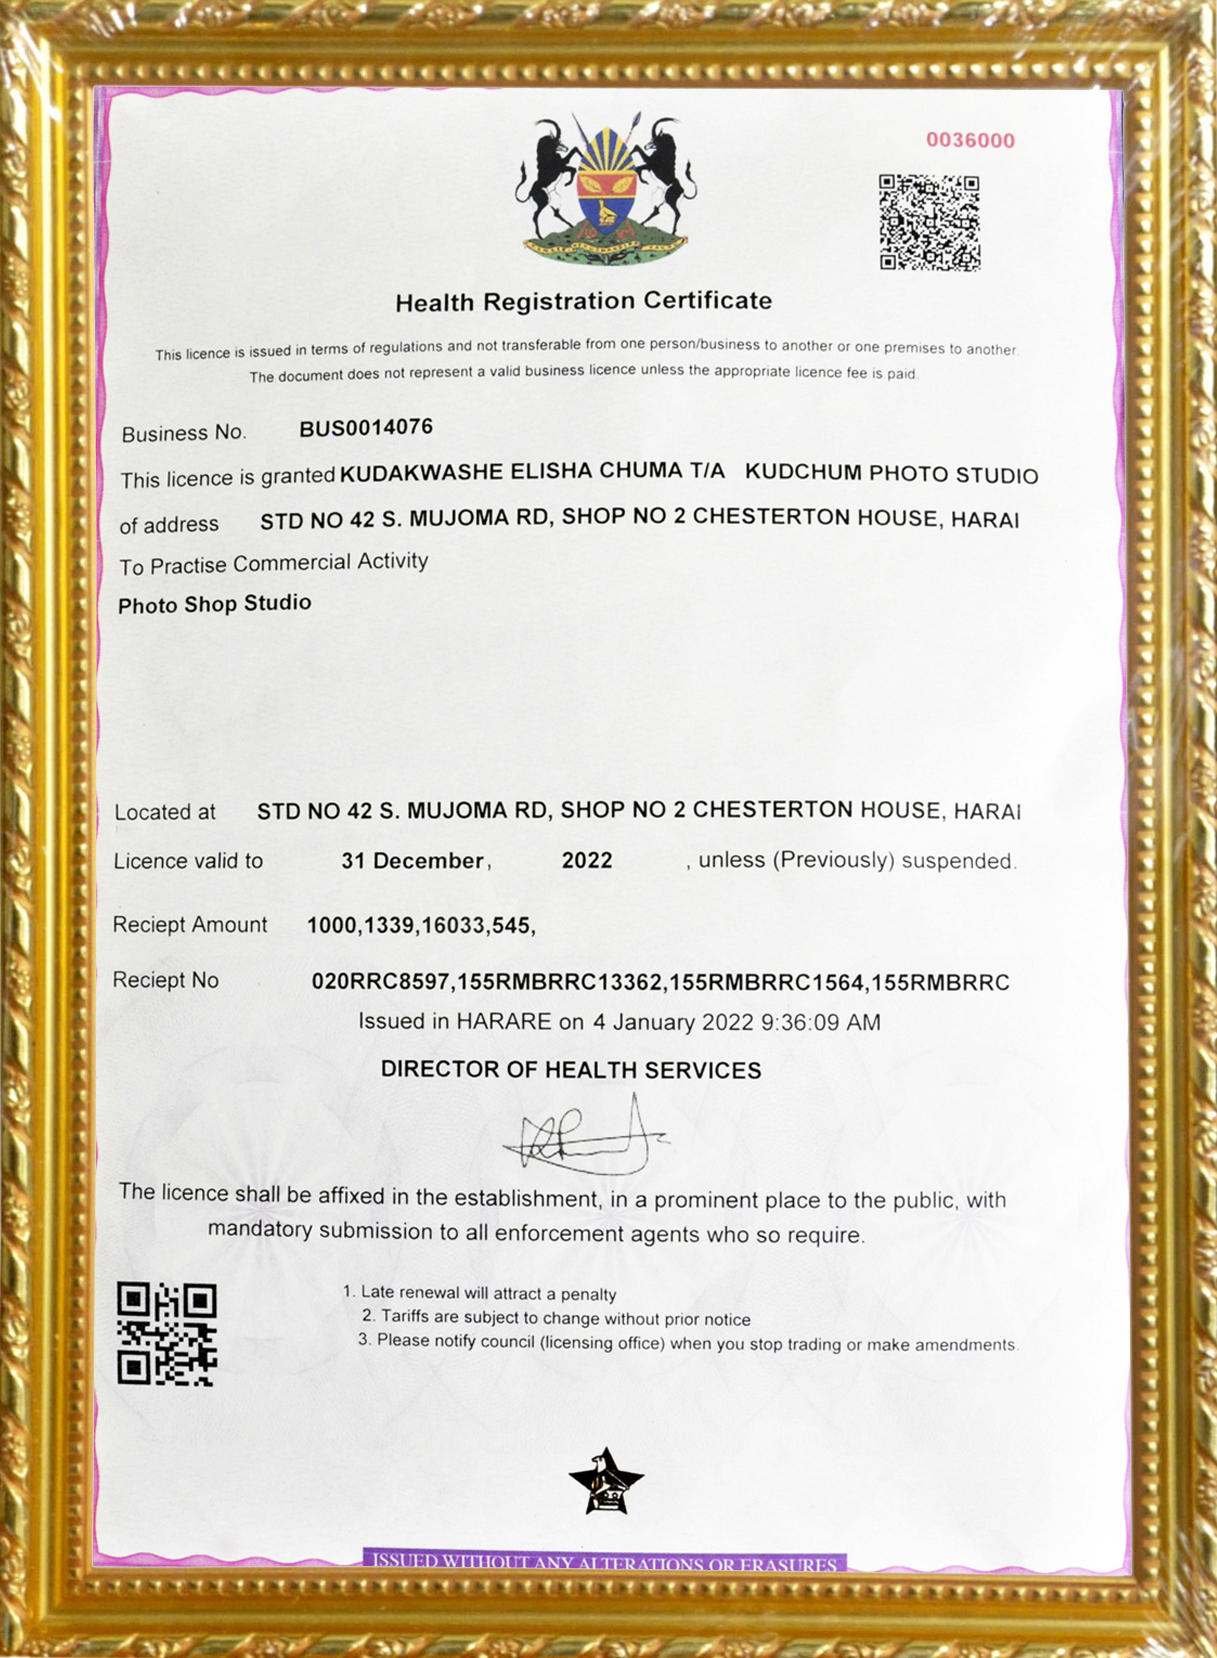 0036000
Health Registration Certificate
This licence is issued in terms of regulations and not transferable from one person/business to another or one premises to another.
The document does not represent a valid business licence unless the appropriate licence fee is paid.
Business No. BUS0014076
This licence is granted KUDAKWASHE ELISHA CHUMA T/A KUDCHUM PHOTO STUDIO
of address STD NO 42 S. MUJOMA RD, SHOP NO 2 CHESTERTON HOUSE, HARAI
To Practise Commercial Activity
Photo Shop Studio
Located at STD NO 42 S. MUJOMA RD, SHOP NO 2 CHESTERTON HOUSE, HARAI
Licence valid to 31 December, 2022 , unless (Previously) suspended.
Reciept Amount 1000,1339,16033,545,
Reciept No 020RRC8597,155RMBRRC13362,155RMBRRC1564,155RMBRRC
Issued in HARARE on 4 January 2022 9:36:09 AM
DIRECTOR OF HEALTH SERVICES
The licence shall be affixed in the establishment, in a prominent place to the public, with
mandatory submission to all enforcement agents who so require.
1. Late renewal will attract a penalty
2. Tariffs are subject to change without prior notice
3. Please notify council (licensing office) when you stop trading or make amendments.
ISSUED WITHOUT ANY ALTERATIONS OR ERASURES